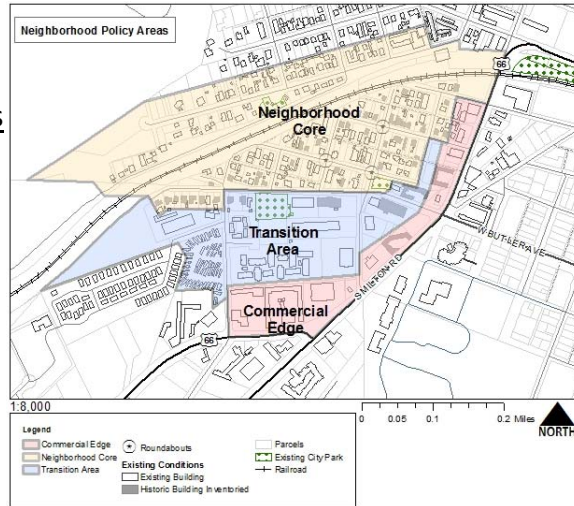 Neighborhood Policy Areas
66
Neighborhood
Core
Transition
Area
W BUTLER AVE
S MILTON RD
Commercial
Edge
66
1:8,000
0 0.05 0.1 0.2 Miles
NORTH
Legend
Commercial Edge
Neighborhood Core
Transition Area
Roundabouts
Existing Conditions
Existing Building
Historic Building Inventoried
Parcels
Existing City Park
Railroad